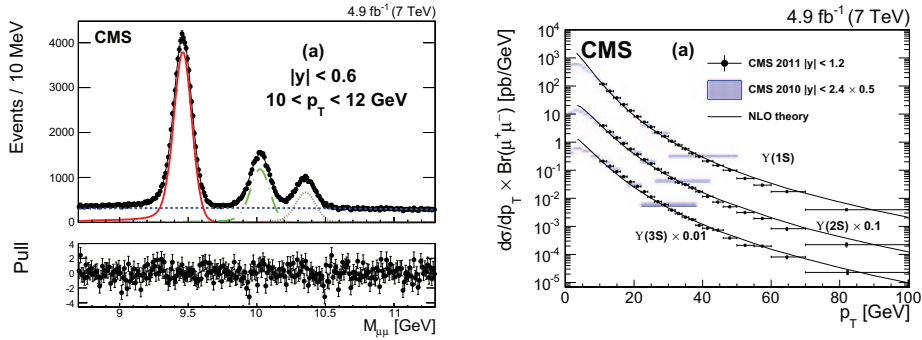 4.9 fb⁻¹ (7 TeV)
CMS
(a)
|y| < 0.6
10 < p_T < 12 GeV
Events / 10 MeV
4000
3000
2000
1000
0
Pull
4
2
0
-2
-4
9
9.5
10
10.5
11
M_μμ [GeV]
4.9 fb⁻¹ (7 TeV)
CMS
(a)
CMS 2011 |y| < 1.2
CMS 2010 |y| < 2.4 × 0.5
NLO theory
dσ/dp_T × Br(μ⁺μ⁻) [pb/GeV]
10⁴
10³
10²
10
1
10⁻¹
10⁻²
10⁻³
10⁻⁴
10⁻⁵
ϒ(1S)
ϒ(2S) × 0.1
ϒ(3S) × 0.01
0
20
40
60
80
100
p_T [GeV]